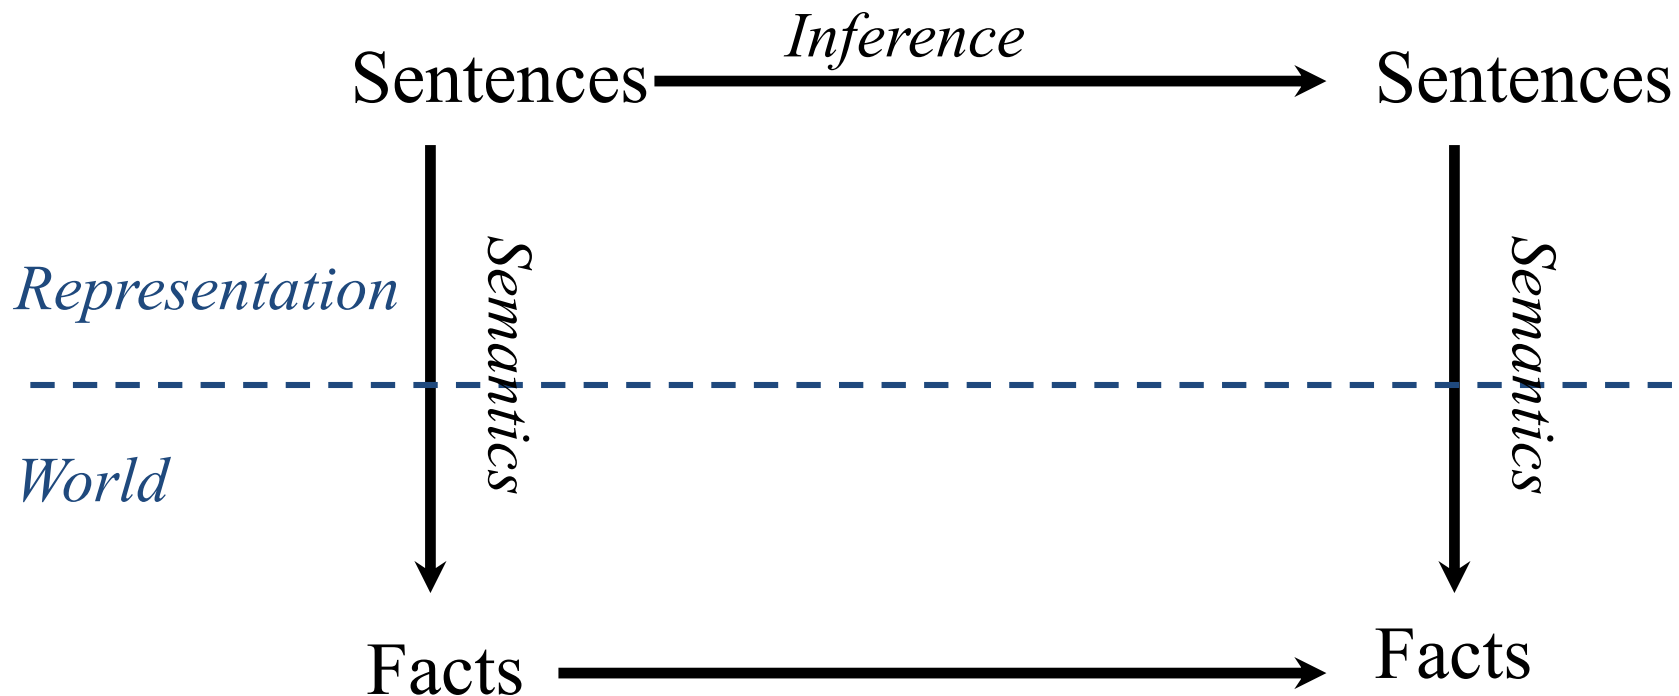 Inference
Sentences
Sentences
Semantics
Semantics
Representation
World
Facts
Facts